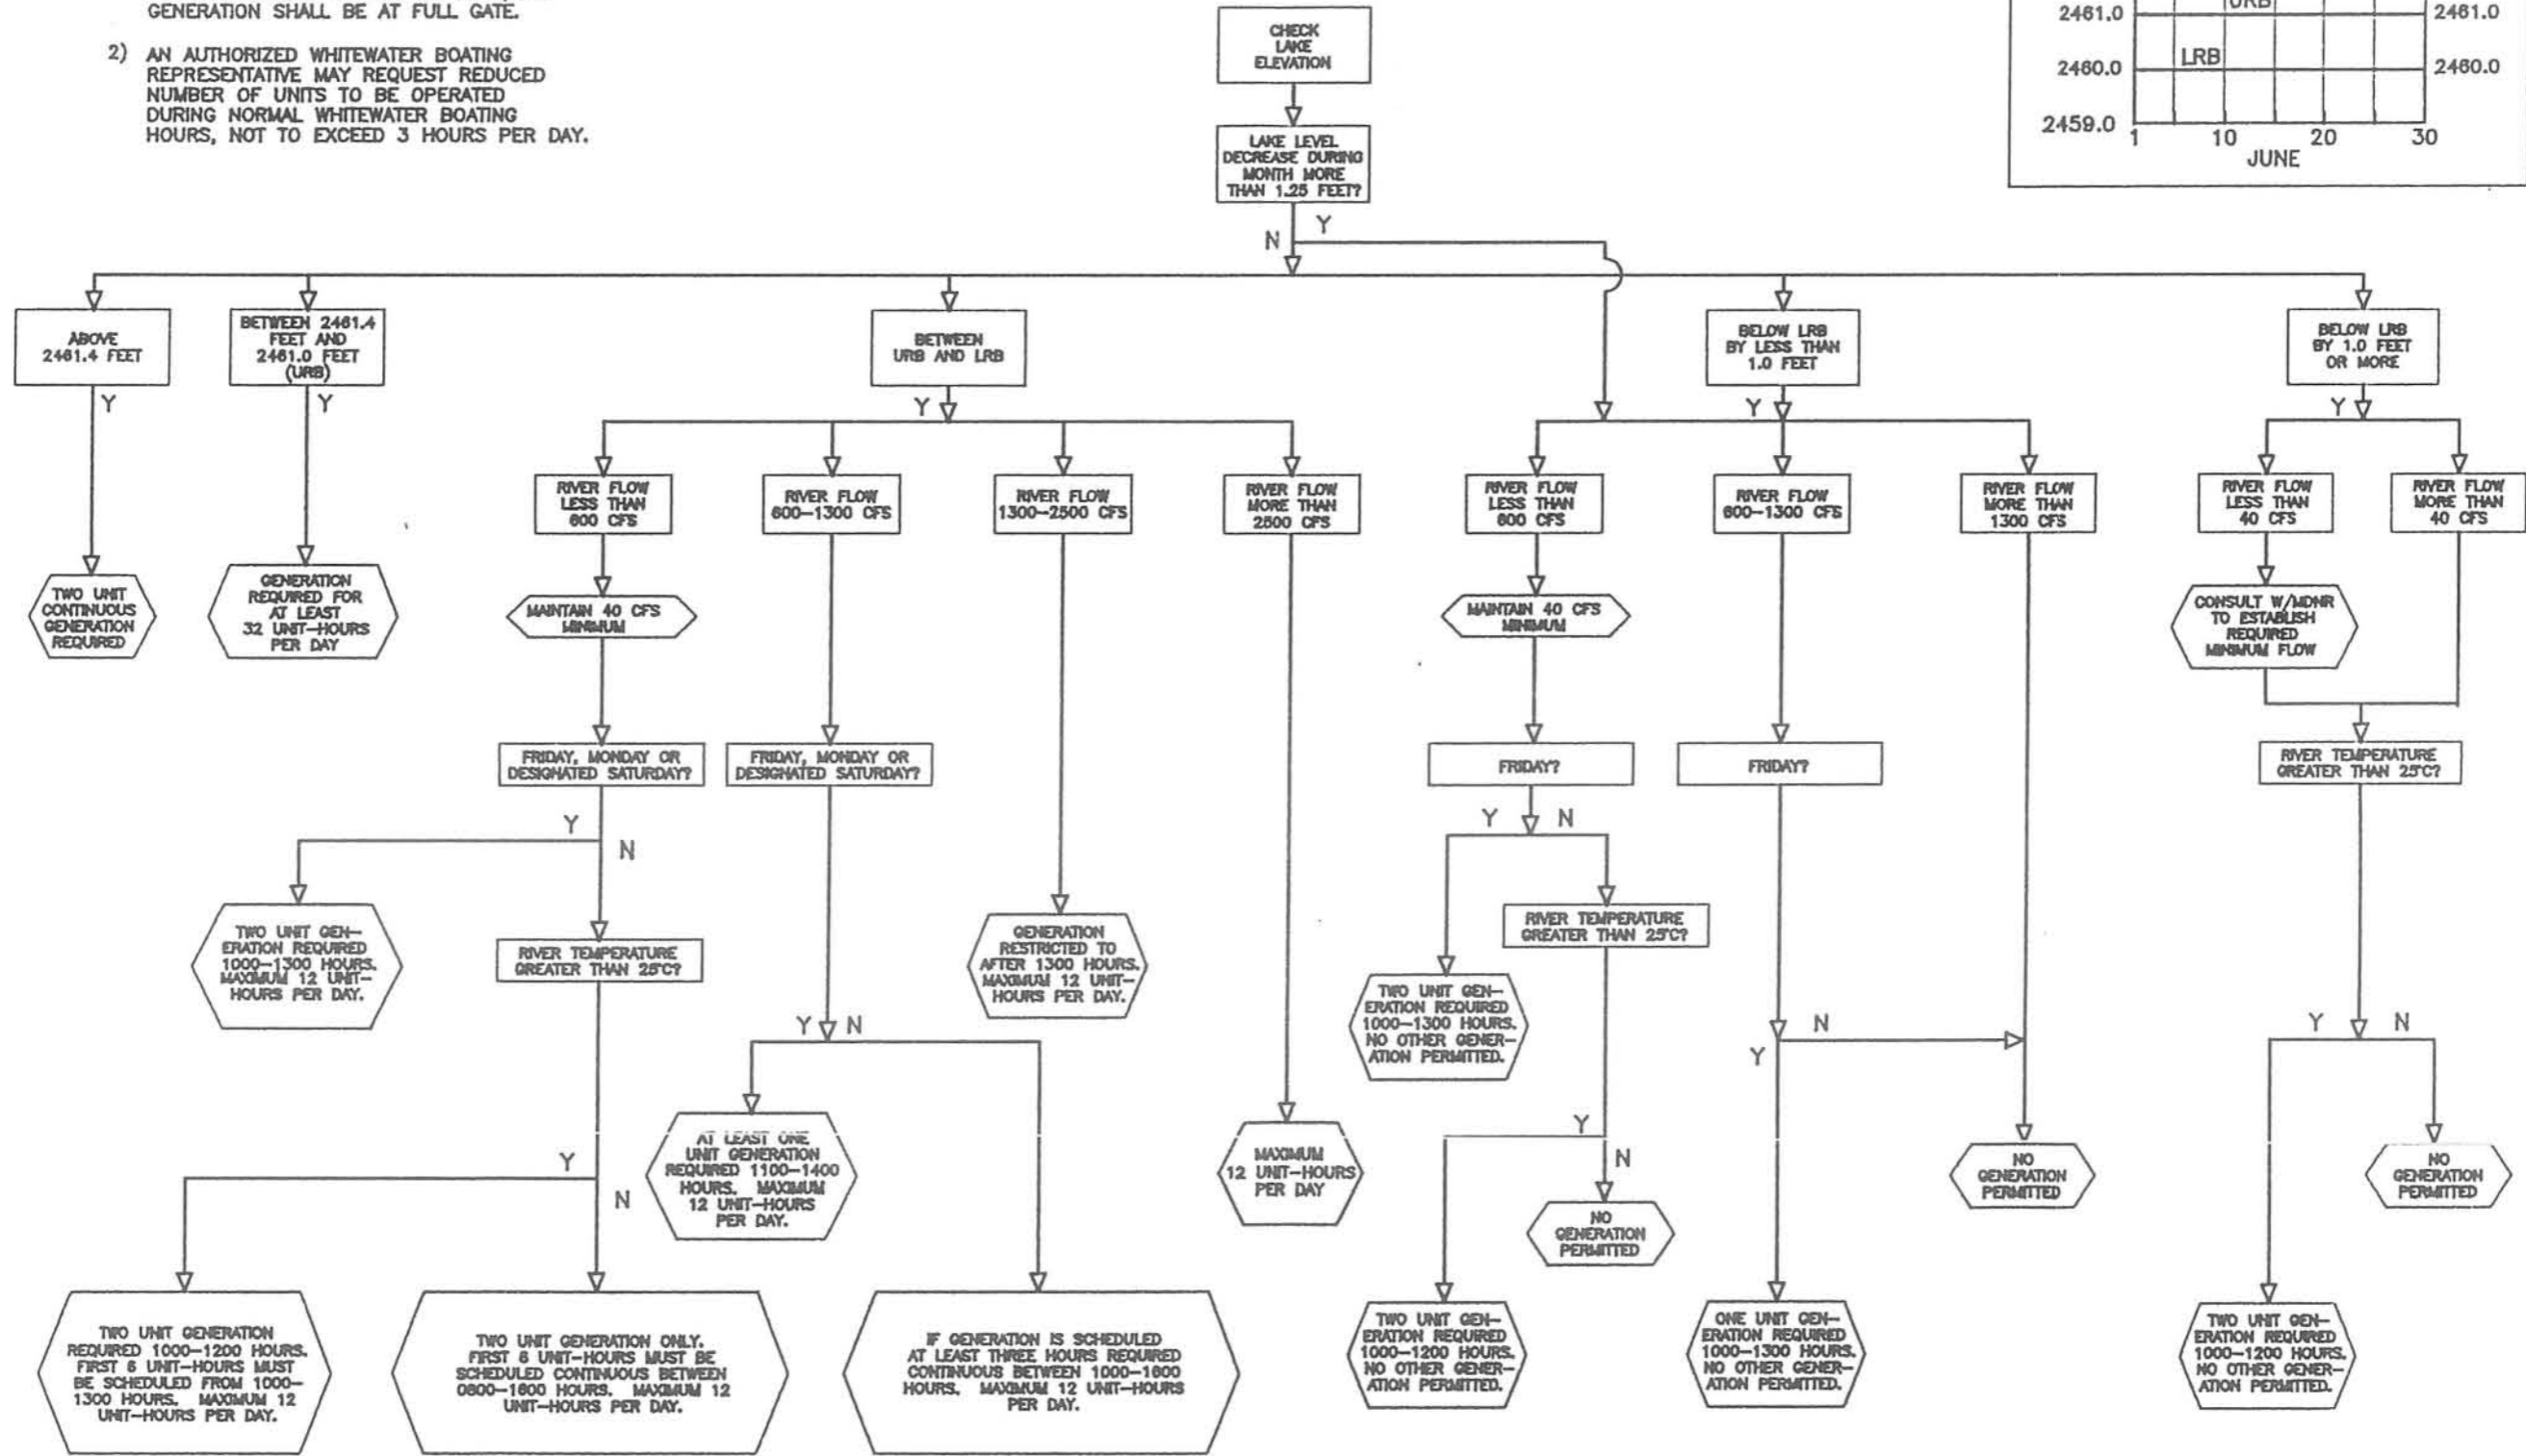 GENERATION SHALL BE AT FULL GATE.
2) AN AUTHORIZED WHITEWATER BOATING
REPRESENTATIVE MAY REQUEST REDUCED
NUMBER OF UNITS TO BE OPERATED
DURING NORMAL WHITEWATER BOATING
HOURS, NOT TO EXCEED 3 HOURS PER DAY.
URB
2461.0 2461.0
LRB
2460.0 2460.0
2459.0
1 10 20 30
JUNE
CHECK
LAKE
ELEVATION
LAKE LEVEL
DECREASE DURING
MONTH MORE
THAN 1.25 FEET?
Y
N
ABOVE
2461.4 FEET
Y
TWO UNIT
CONTINUOUS
GENERATION
REQUIRED
BETWEEN 2461.4
FEET AND
2461.0 FEET
(URB)
Y
GENERATION
REQUIRED FOR
AT LEAST
32 UNIT-HOURS
PER DAY
BETWEEN
URB AND LRB
Y
RIVER FLOW
LESS THAN
600 CFS
MAINTAIN 40 CFS
MINIMUM
FRIDAY, MONDAY OR
DESIGNATED SATURDAY?
Y
N
TWO UNIT GEN-
ERATION REQUIRED
1000-1300 HOURS.
MAXIMUM 12 UNIT-
HOURS PER DAY.
RIVER TEMPERATURE
GREATER THAN 25°C?
Y
N
TWO UNIT GENERATION
REQUIRED 1000-1200 HOURS.
FIRST 6 UNIT-HOURS MUST
BE SCHEDULED FROM 1000-
1300 HOURS. MAXIMUM 12
UNIT-HOURS PER DAY.
TWO UNIT GENERATION ONLY.
FIRST 6 UNIT-HOURS MUST BE
SCHEDULED CONTINUOUS BETWEEN
HOURS. MAXIMUM 12
UNIT-HOURS PER DAY.
RIVER FLOW
600-1300 CFS
FRIDAY, MONDAY OR
DESIGNATED SATURDAY?
Y N
AT LEAST ONE
UNIT GENERATION
REQUIRED 1100-1400
HOURS. MAXIMUM
12 UNIT-HOURS
PER DAY.
IF GENERATION IS SCHEDULED
AT LEAST THREE HOURS REQUIRED
CONTINUOUS BETWEEN 1000-1600
HOURS. MAXIMUM 12 UNIT-HOURS
PER DAY.
RIVER FLOW
1300-2500 CFS
GENERATION
RESTRICTED TO
AFTER 1300 HOURS.
MAXIMUM 12 UNIT-
HOURS PER DAY.
RIVER FLOW
MORE THAN
2500 CFS
MAXIMUM
12 UNIT-HOURS
PER DAY
BELOW LRB
BY LESS THAN
1.0 FEET
Y
RIVER FLOW
LESS THAN
600 CFS
MAINTAIN 40 CFS
MINIMUM
FRIDAY?
Y N
TWO UNIT GEN-
ERATION REQUIRED
1000-1300 HOURS.
NO OTHER GENER-
ATION PERMITTED.
RIVER TEMPERATURE
GREATER THAN 25°C?
Y
N
TWO UNIT GEN-
ERATION REQUIRED
1000-1200 HOURS.
NO OTHER GENER-
ATION PERMITTED.
NO
GENERATION
PERMITTED
RIVER FLOW
600-1300 CFS
FRIDAY?
N
Y
ONE UNIT GEN-
ERATION REQUIRED
1000-1300 HOURS.
NO OTHER GENER-
ATION PERMITTED.
RIVER FLOW
MORE THAN
1300 CFS
NO
GENERATION
PERMITTED
BELOW LRB
BY 1.0 FEET
OR MORE
Y
RIVER FLOW
LESS THAN
40 CFS
RIVER FLOW
MORE THAN
40 CFS
CONSULT W/MDNR
TO ESTABLISH
REQUIRED
MINIMUM FLOW
RIVER TEMPERATURE
GREATER THAN 25°C?
Y N
NO
GENERATION
PERMITTED
TWO UNIT GEN-
ERATION REQUIRED
1000-1200 HOURS.
NO OTHER GENER-
ATION PERMITTED.